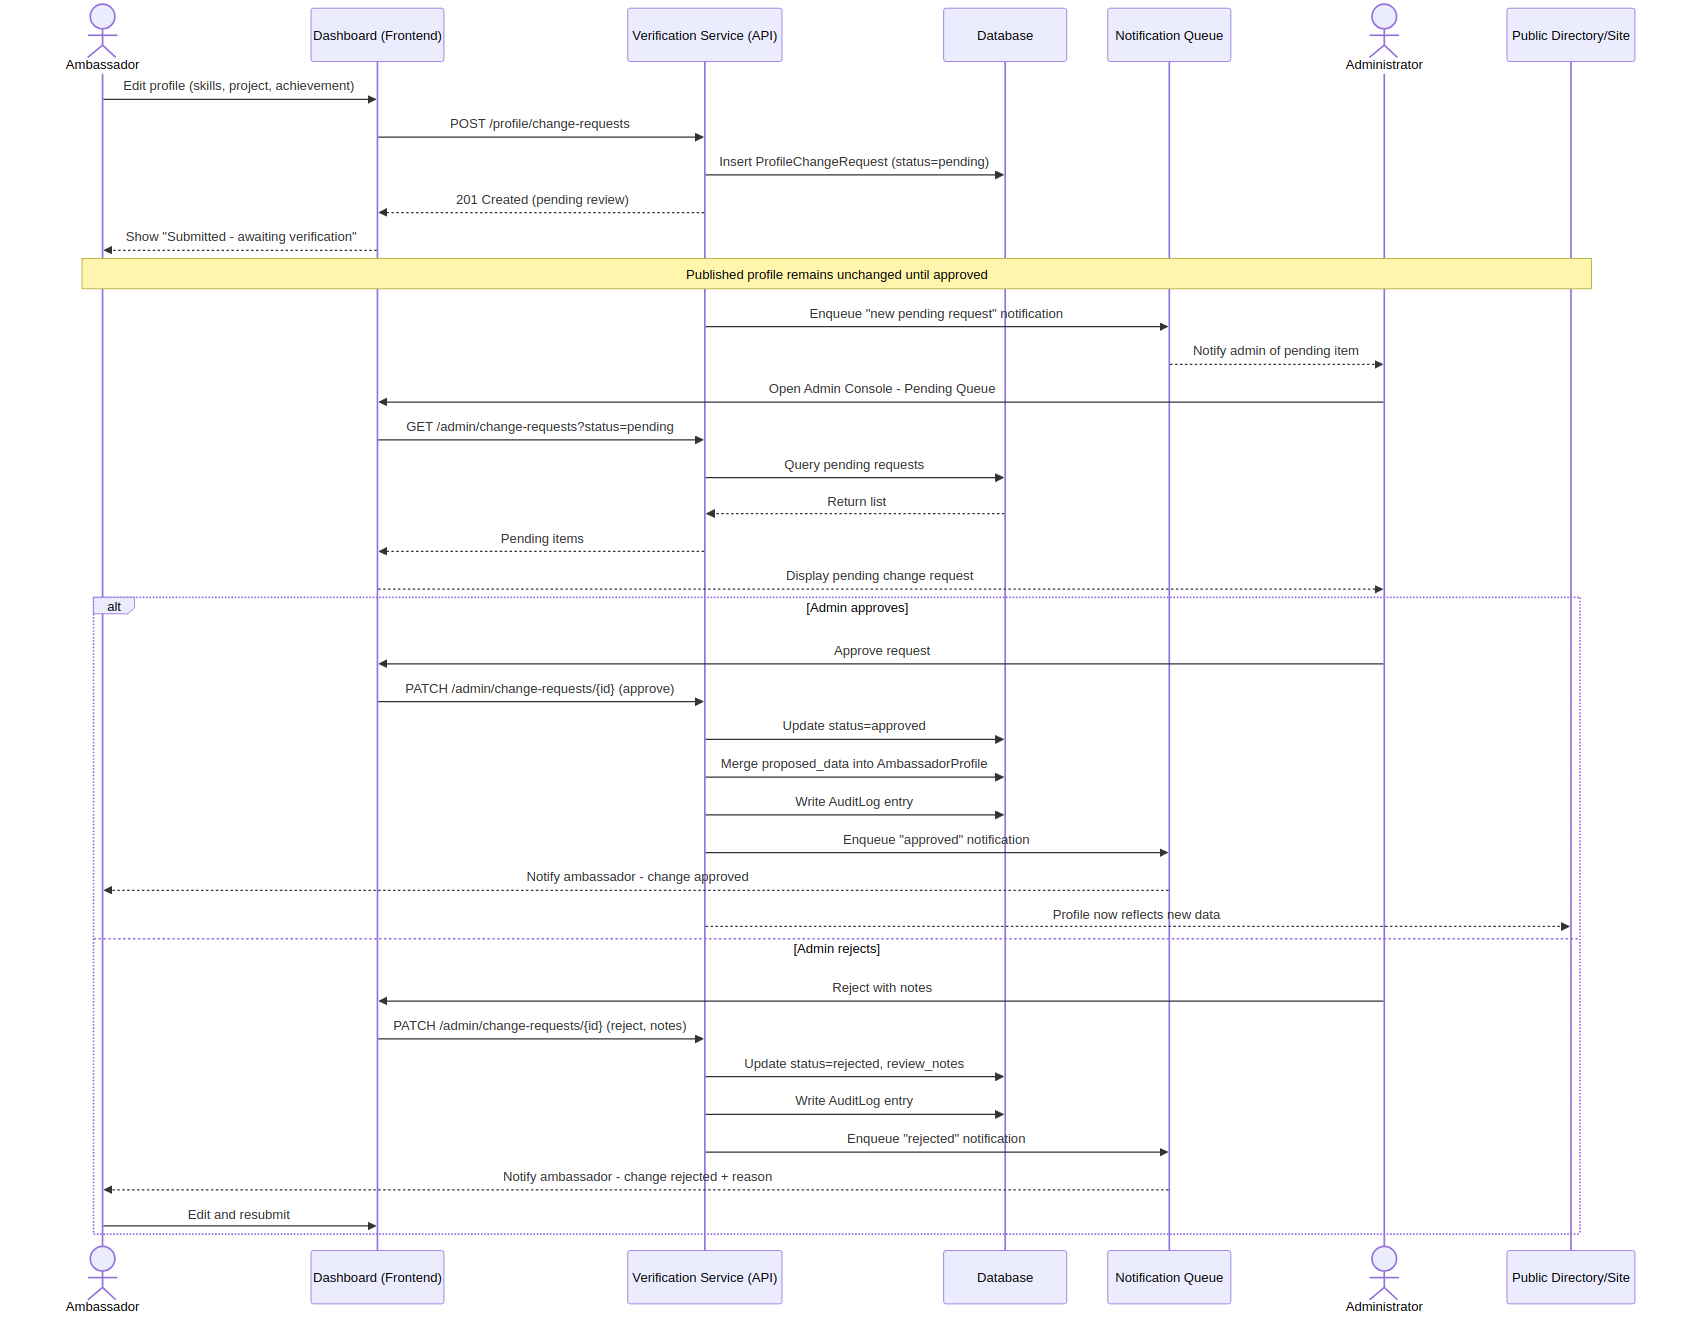 Ambassador
Dashboard (Frontend)
Verification Service (API)
Database
Notification Queue
Administrator
Public Directory/Site
Edit profile (skills, project, achievement)
POST /profile/change-requests
Insert ProfileChangeRequest (status=pending)
201 Created (pending review)
Show "Submitted - awaiting verification"
Published profile remains unchanged until approved
Enqueue "new pending request" notification
Notify admin of pending item
Open Admin Console - Pending Queue
GET /admin/change-requests?status=pending
Query pending requests
Return list
Pending items
Display pending change request
alt
[Admin approves]
Approve request
PATCH /admin/change-requests/{id} (approve)
Update status=approved
Merge proposed_data into AmbassadorProfile
Write AuditLog entry
Enqueue "approved" notification
Notify ambassador - change approved
Profile now reflects new data
[Admin rejects]
Reject with notes
PATCH /admin/change-requests/{id} (reject, notes)
Update status=rejected, review_notes
Write AuditLog entry
Enqueue "rejected" notification
Notify ambassador - change rejected + reason
Edit and resubmit
Ambassador
Dashboard (Frontend)
Verification Service (API)
Database
Notification Queue
Administrator
Public Directory/Site